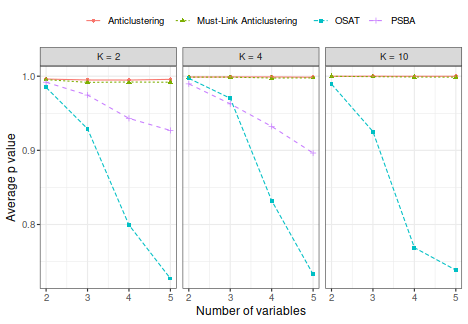 Anticlustering Must-Link Anticlustering OSAT PSBA
K = 2 K = 4 K = 10
1.0
0.9
0.8
2 3 4 5 2 3 4 5 2 3 4 5
Average p value
Number of variables